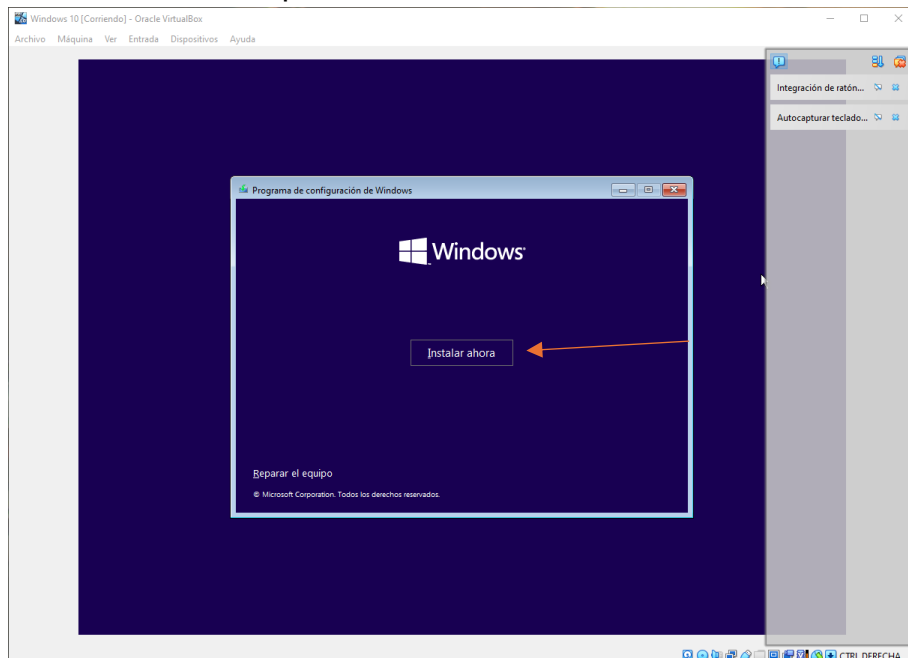 Windows 10 [Corriendo] - Oracle VirtualBox
Archivo Máquina Ver Entrada Dispositivos Ayuda
Integración de ratón...
Autocapturar teclado...
Programa de configuración de Windows
Windows
Instalar ahora
Reparar el equipo
© Microsoft Corporation. Todos los derechos reservados.
CTRL DERECHA